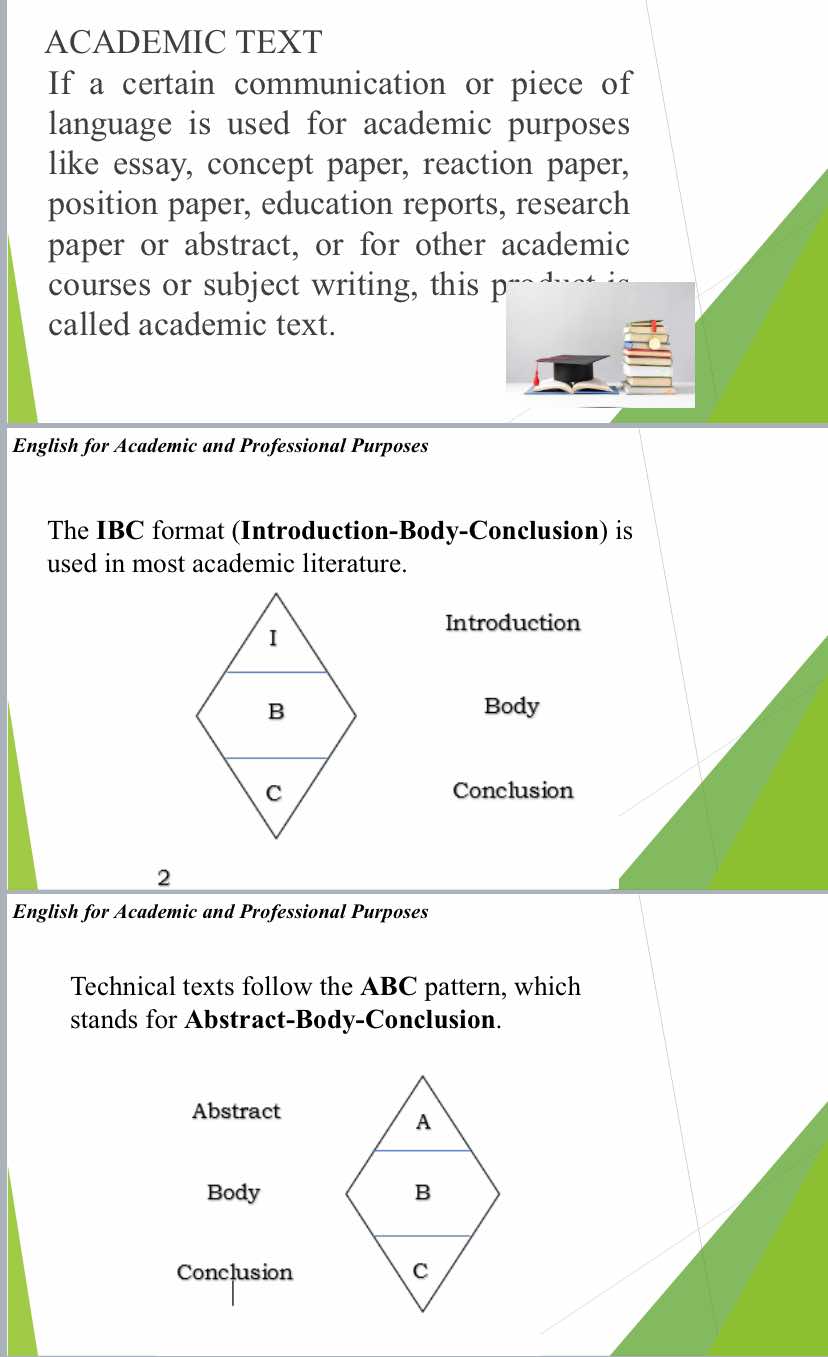 ACADEMIC TEXT
If a certain communication or piece of
language is used for academic purposes
like essay, concept paper, reaction paper,
position paper, education reports, research
paper or abstract, or for other academic
courses or subject writing, this product is
called academic text.
English for Academic and Professional Purposes
The IBC format (Introduction-Body-Conclusion) is
used in most academic literature.
I
Introduction
B
Body
C
Conclusion
2
English for Academic and Professional Purposes
Technical texts follow the ABC pattern, which
stands for Abstract-Body-Conclusion.
Abstract
A
Body
B
Conclusion
C